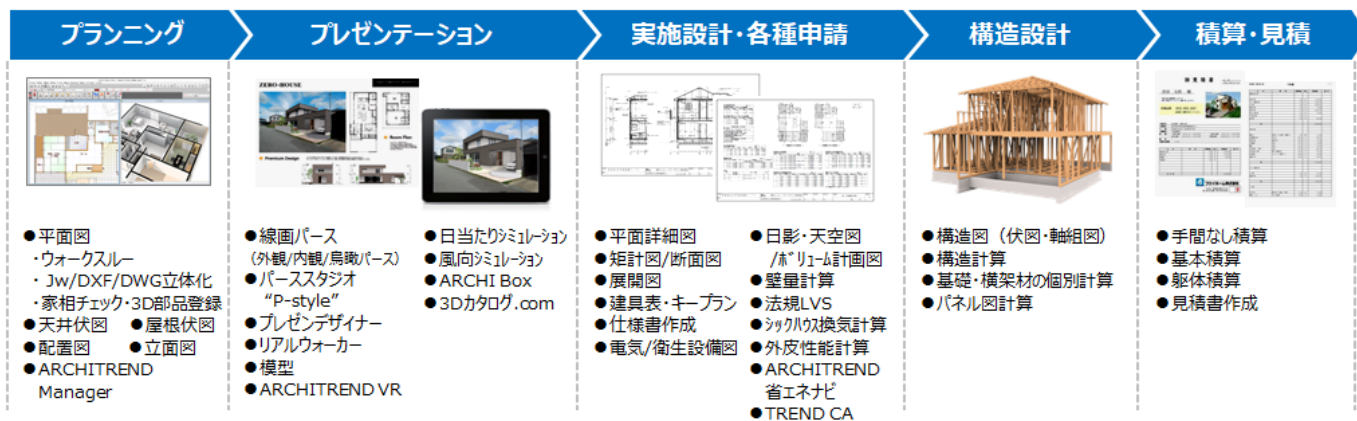 プランニング
プレゼンテーション
実施設計・各種申請
構造設計
積算・見積
ZERO-HOUSE
Room Plan
Premium Design
●平面図
・ウォークスルー
・Jw/DXF/DWG立体化
・家相チェック・3D部品登録
●天井伏図 ●屋根伏図
●配置図 ●立面図
●ARCHITREND
Manager
●線画パース
(外観/内観/鳥瞰パース)
●パーススタジオ
“P-style”
●プレゼンデザイナー
●リアルウォーカー
●模型
●ARCHITREND VR
●日当たりシミュレーション
●風向シミュレーション
●ARCHI Box
●3Dカタログ.com
●平面詳細図
●矩計図/断面図
●展開図
●建具表・キープラン
●仕様書作成
●電気/衛生設備図
●日影・天空図
/ボリューム計画図
●壁量計算
●法規LVS
●シックハウス換気計算
●外皮性能計算
●ARCHITREND
省エネナビ
●TREND CA
●構造図（伏図・軸組図）
●構造計算
●基礎・横架材の個別計算
●パネル図計算
●手間なし積算
●基本積算
●躯体積算
●見積書作成